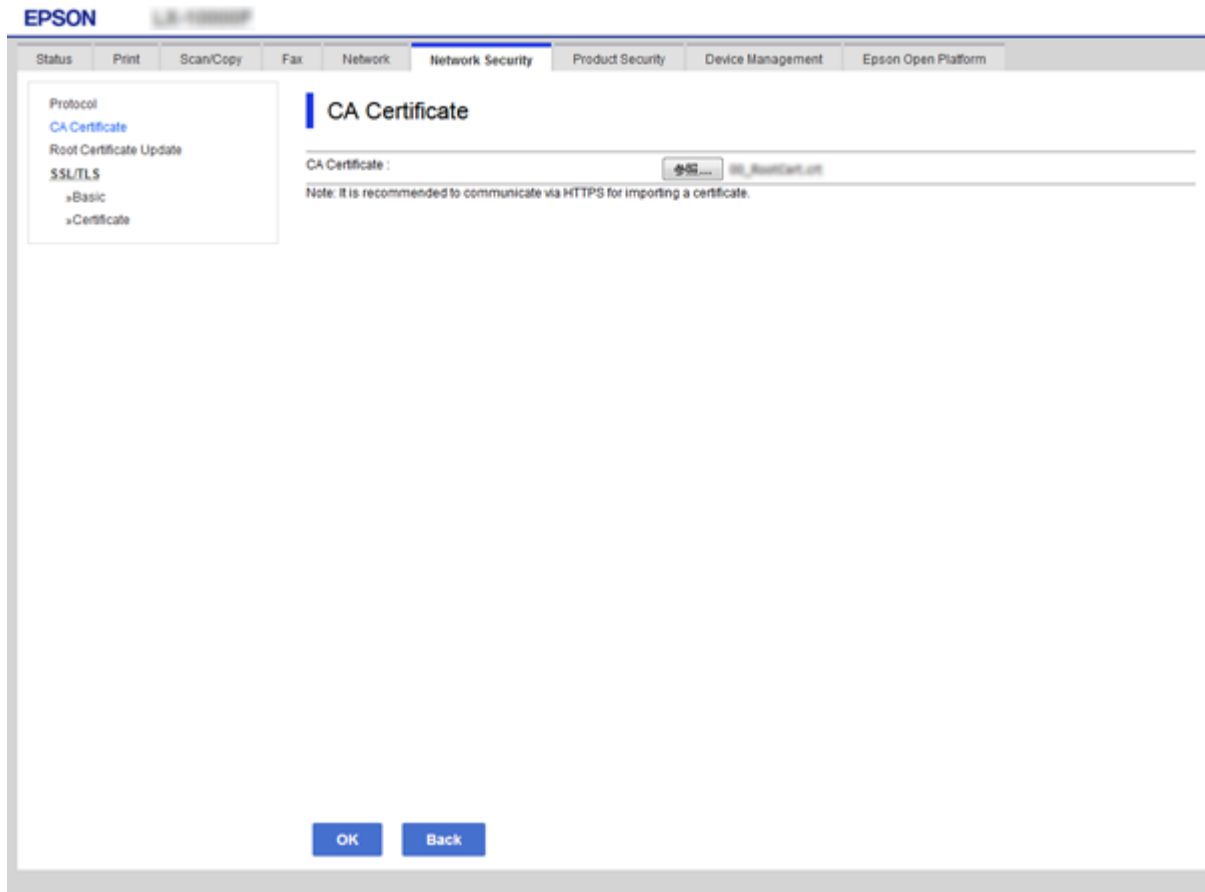 EPSON
Status Print Scan/Copy Fax Network Network Security Product Security Device Management Epson Open Platform
Protocol
CA Certificate
Root Certificate Update
SSL/TLS
»Basic
»Certificate
CA Certificate
CA Certificate :
参照...
Note: It is recommended to communicate via HTTPS for importing a certificate.
OK Back